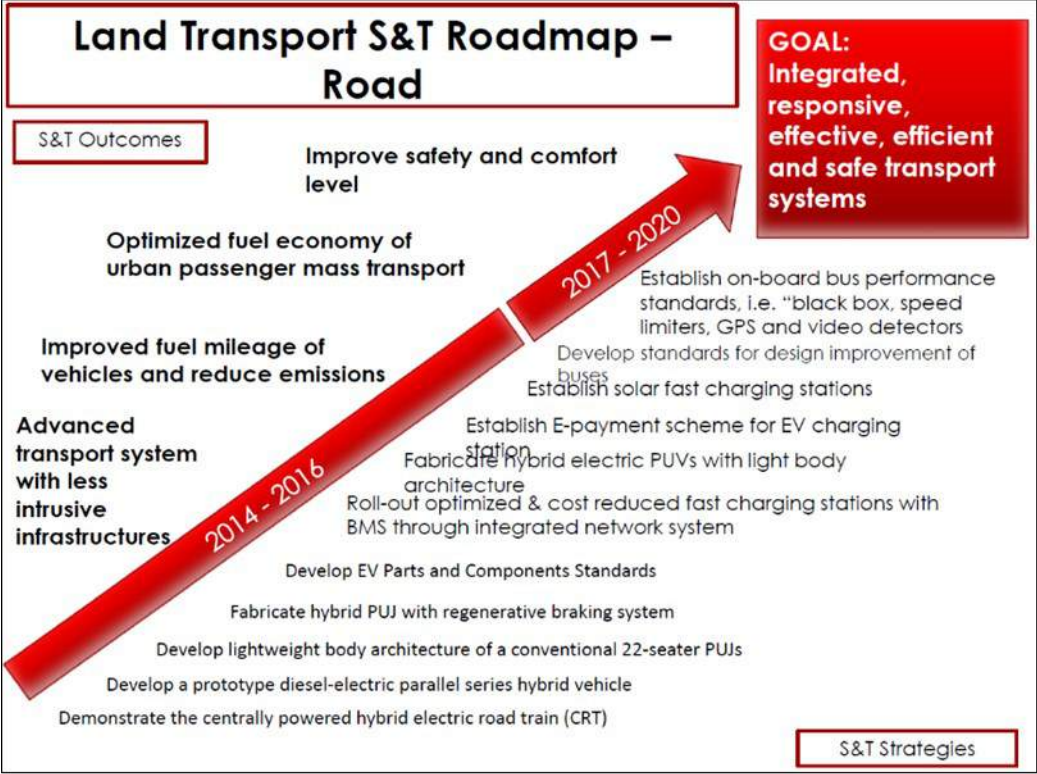 Land Transport S&T Roadmap –
Road
GOAL:
Integrated,
responsive,
effective, efficient
and safe transport
systems
S&T Outcomes
Improve safety and comfort
level
Optimized fuel economy of
urban passenger mass transport
Improved fuel mileage of
vehicles and reduce emissions
Advanced
transport system
with less
intrusive
infrastructures
2014 - 2016
2017 - 2020
Establish on-board bus performance
standards, i.e. “black box, speed
limiters, GPS and video detectors
Develop standards for design improvement of
buses
Establish solar fast charging stations
Establish E-payment scheme for EV charging
station
Fabricate hybrid electric PUVs with light body
architecture
Roll-out optimized & cost reduced fast charging stations with
BMS through integrated network system
Develop EV Parts and Components Standards
Fabricate hybrid PUJ with regenerative braking system
Develop lightweight body architecture of a conventional 22-seater PUJs
Develop a prototype diesel-electric parallel series hybrid vehicle
Demonstrate the centrally powered hybrid electric road train (CRT)
S&T Strategies